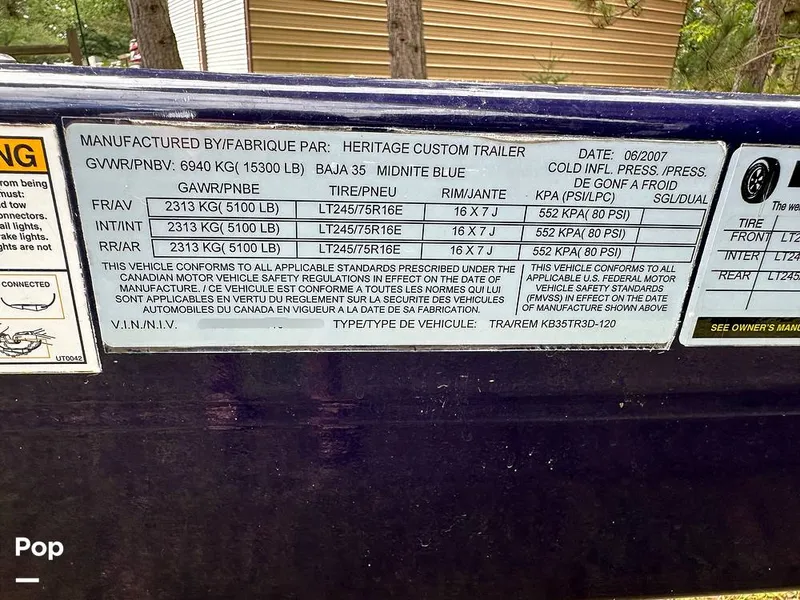 NG
rom being
must:
nd tow
onnectors.
ail lights,
ake lights.
ghts are not
CONNECTED
UT0042
MANUFACTURED BY/FABRIQUE PAR: HERITAGE CUSTOM TRAILER DATE: 06/2007
GVWR/PNBV: 6940 KG( 15300 LB) BAJA 35 MIDNITE BLUE COLD INFL. PRESS. /PRESS.
DE GONF A FROID
GAWR/PNBE TIRE/PNEU RIM/JANTE KPA (PSI/LPC) SGL/DUAL
FR/AV 2313 KG( 5100 LB) LT245/75R16E 16 X 7 J 552 KPA( 80 PSI)
INT/INT 2313 KG( 5100 LB) LT245/75R16E 16 X 7 J 552 KPA( 80 PSI)
RR/AR 2313 KG( 5100 LB) LT245/75R16E 16 X 7 J 552 KPA( 80 PSI)
THIS VEHICLE CONFORMS TO ALL APPLICABLE STANDARDS PRESCRIBED UNDER THE
CANADIAN MOTOR VEHICLE SAFETY REGULATIONS IN EFFECT ON THE DATE OF
MANUFACTURE. / CE VEHICULE EST CONFORME A TOUTES LES NORMES QUI LUI
SONT APPLICABLES EN VERTU DU REGLEMENT SUR LA SECURITE DES VEHICULES
AUTOMOBILES DU CANADA EN VIGUEUR A LA DATE DE SA FABRICATION.
THIS VEHICLE CONFORMS TO ALL
APPLICABLE U.S. FEDERAL MOTOR
VEHICLE SAFETY STANDARDS
(FMVSS) IN EFFECT ON THE DATE
OF MANUFACTURE SHOWN ABOVE
V.I.N./N.I.V. TYPE/TYPE DE VEHICULE: TRA/REM KB35TR3D-120
The wei
TIRE
FRONT LT2
INTER LT24
REAR LT245
SEE OWNER'S MANU
Pop